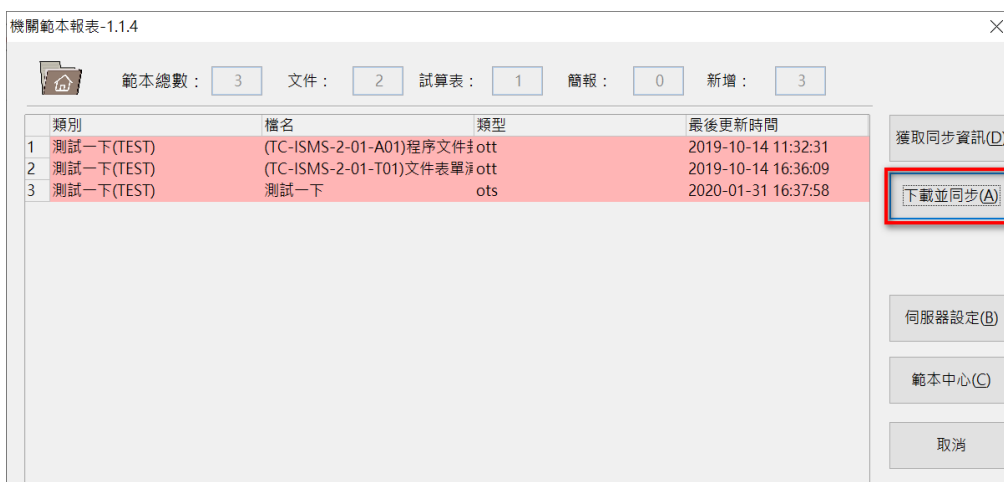 機關範本報表-1.1.4
範本總數： 3 文件： 2 試算表： 1 簡報： 0 新增： 3
類別 檔名 類型 最後更新時間
1 測試一下(TEST) (TC-ISMS-2-01-A01)程序文件 ott 2019-10-14 11:32:31
2 測試一下(TEST) (TC-ISMS-2-01-T01)文件表單 ott 2019-10-14 16:36:09
3 測試一下(TEST) 測試一下 ots 2020-01-31 16:37:58
獲取同步資訊(D)
下載並同步(A)
伺服器設定(B)
範本中心(C)
取消